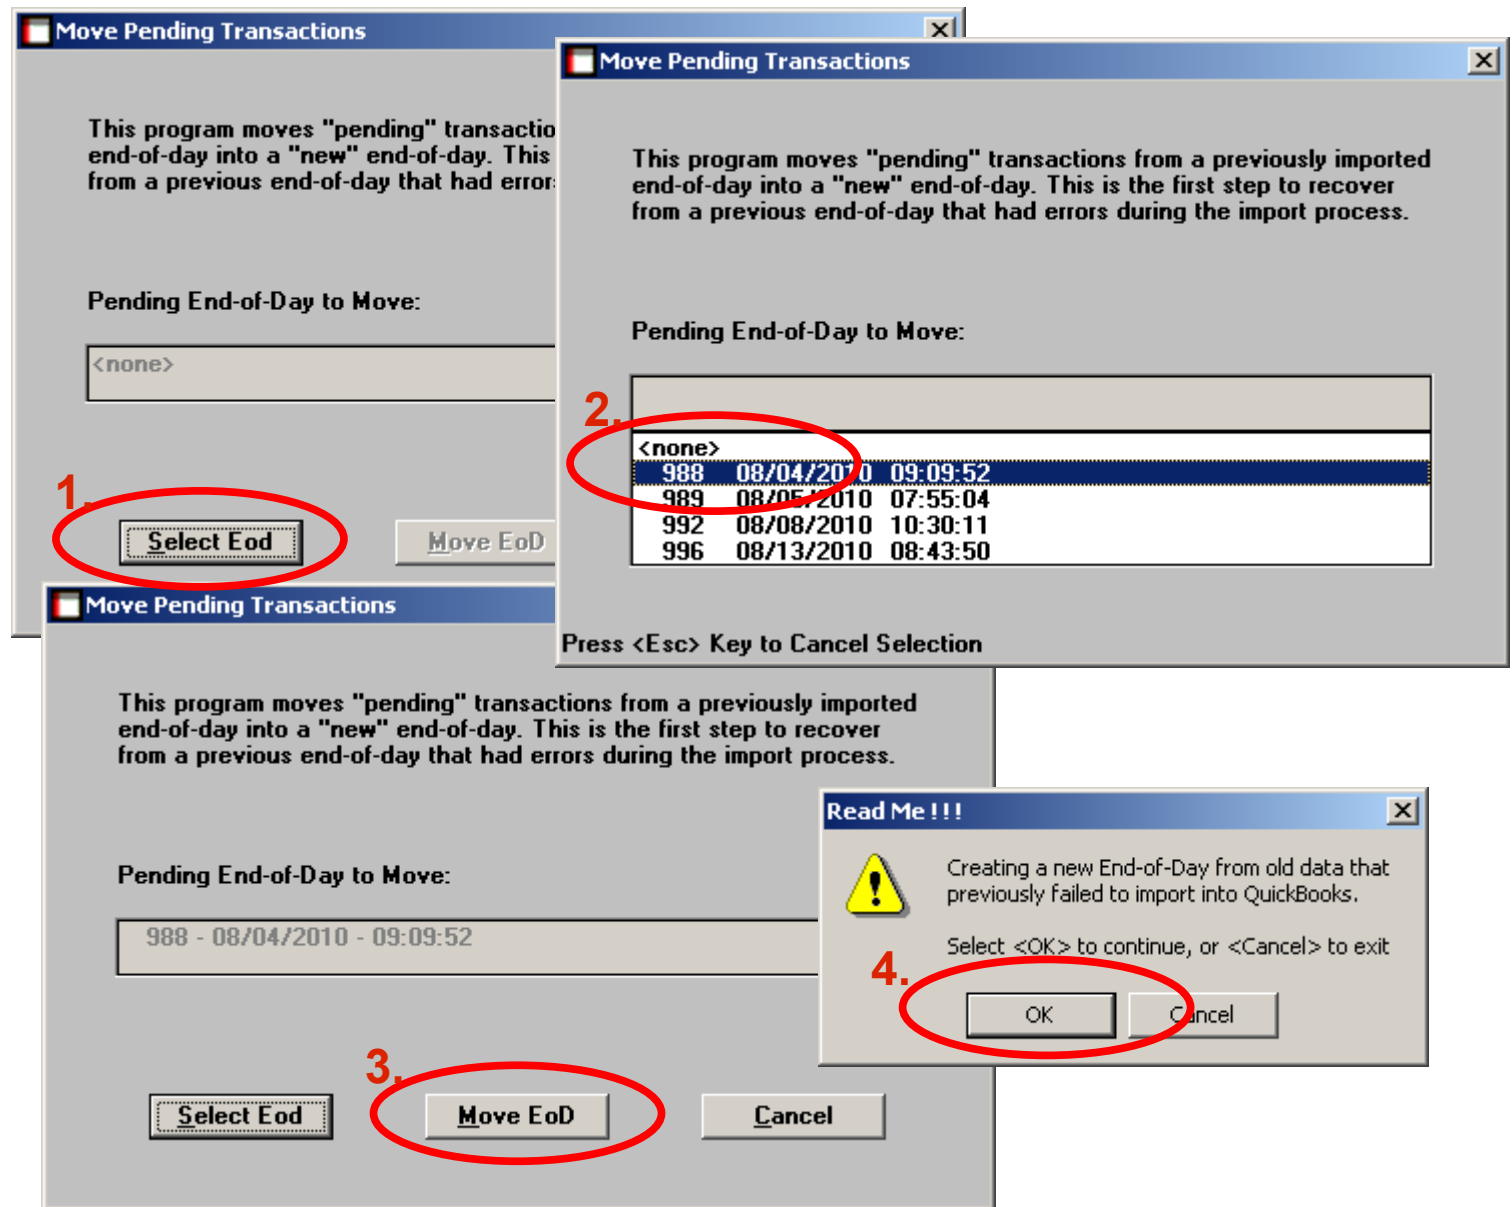 Move Pending Transactions
This program moves "pending" transactio
end-of-day into a "new" end-of-day. This
from a previous end-of-day that had error
Pending End-of-Day to Move:
<none>
1.
Select Eod
Move EoD
Move Pending Transactions
This program moves "pending" transactions from a previously imported
end-of-day into a "new" end-of-day. This is the first step to recover
from a previous end-of-day that had errors during the import process.
Pending End-of-Day to Move:
2.
<none>
988 08/04/2010 09:09:52
989 08/05/2010 07:55:04
992 08/08/2010 10:30:11
996 08/13/2010 08:43:50
Press <Esc> Key to Cancel Selection
Move Pending Transactions
This program moves "pending" transactions from a previously imported
end-of-day into a "new" end-of-day. This is the first step to recover
from a previous end-of-day that had errors during the import process.
Pending End-of-Day to Move:
988 - 08/04/2010 - 09:09:52
3.
Select Eod
Move EoD
Cancel
Read Me !!!
Creating a new End-of-Day from old data that
previously failed to import into QuickBooks.
Select <OK> to continue, or <Cancel> to exit
4.
OK
Cancel